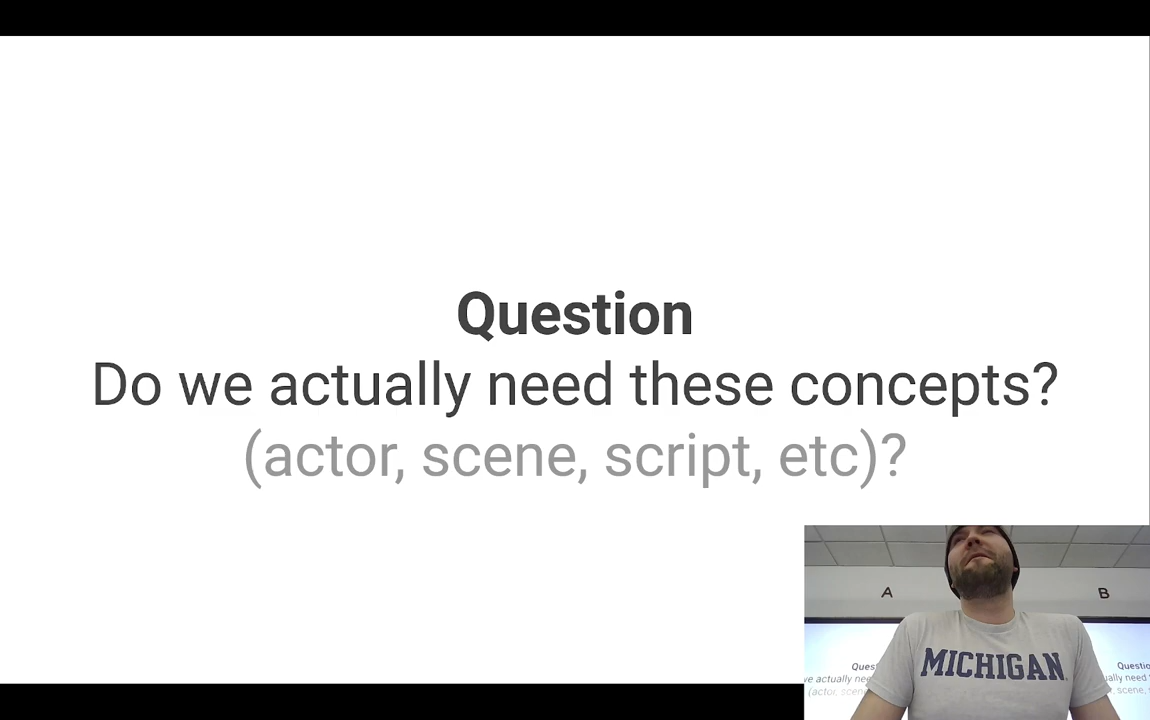 Question
Do we actually need these concepts?
(actor, scene, script, etc)?
A
B
MICHIGAN